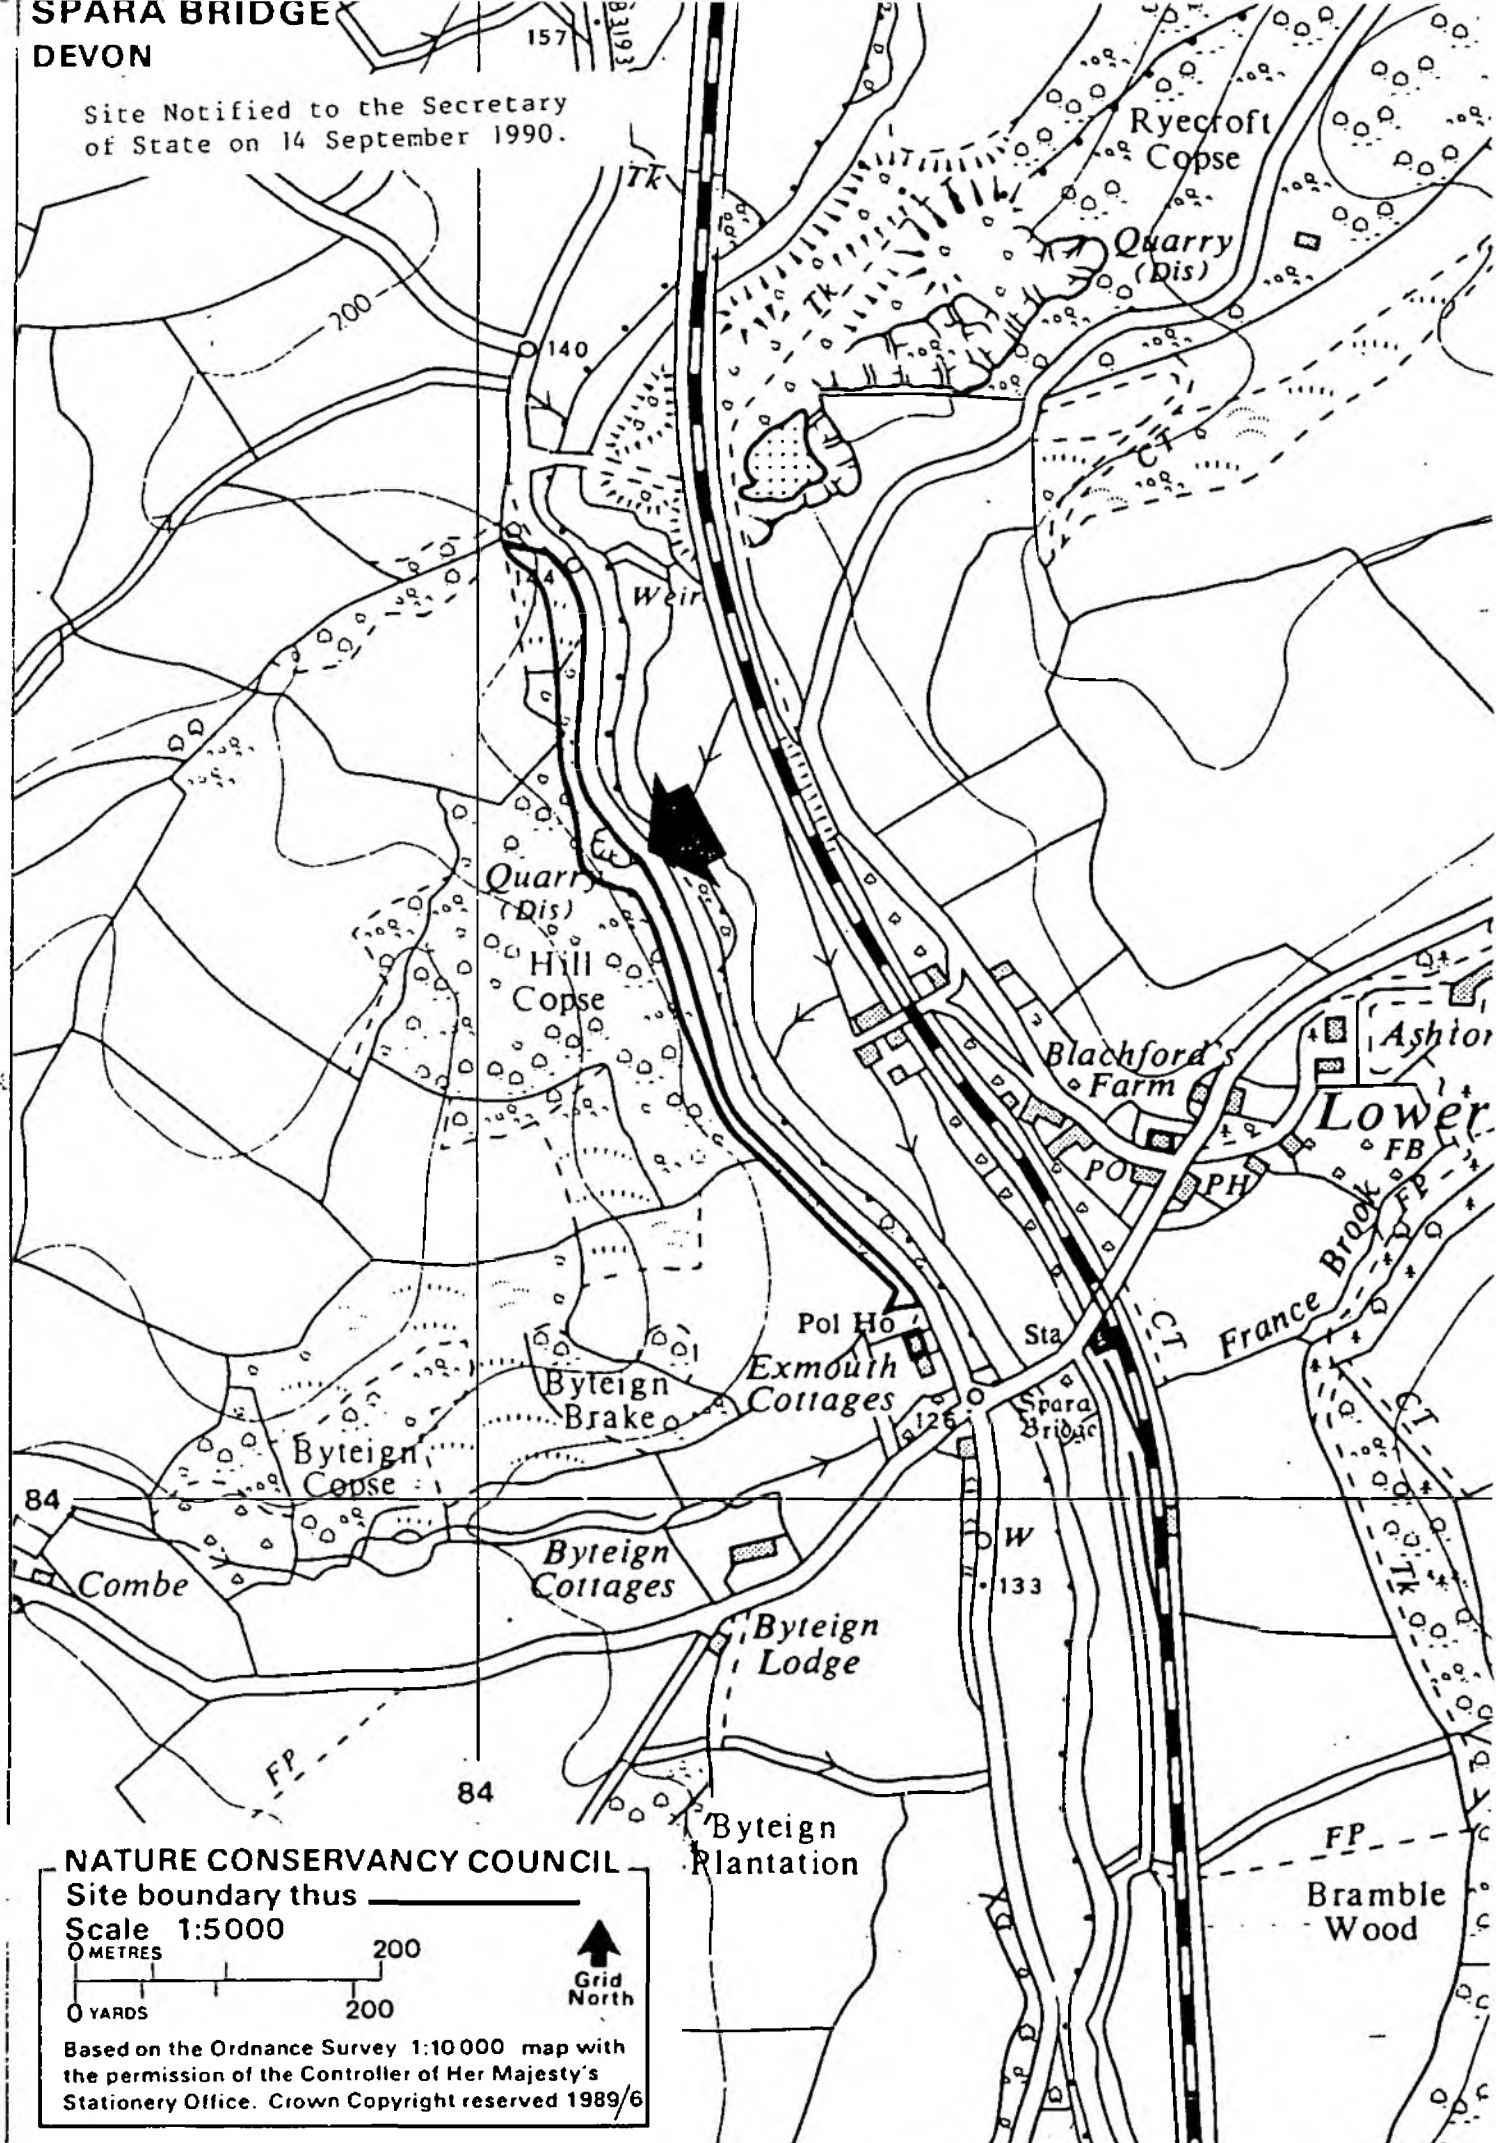 SPARA BRIDGE
DEVON
157
B3193
Site Notified to the Secretary
of State on 14 September 1990.
Tk
Ryecroft
Copse
Quarry
(Dis)
Tk
200
140
CT
144
Weir
Quarry
(Dis)
Hill
Copse
Blachford's
Farm
Ashton
Lower
FB
PO
PH
FP
France Brook
Pol Ho
Sta
CT
Exmouth
Cottages
Byteign
Brake
126
Spara
Bridge
CT
Byteign
Copse
84
W
Byteign
Cottages
133
Combe
Tk
Byteign
Lodge
FP
84
Byteign
Plantation
FP
Bramble
Wood
NATURE CONSERVANCY COUNCIL
Site boundary thus
Scale 1:5000
0 METRES 200
0 YARDS 200
Grid
North
Based on the Ordnance Survey 1:10000 map with
the permission of the Controller of Her Majesty's
Stationery Office. Crown Copyright reserved 1989/6